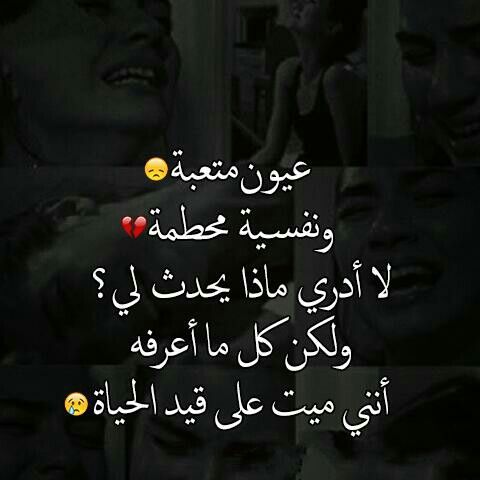 عيون متعبة😞
ونفسية محطمة💔
لا أدري ماذا يحدث لي؟
ولكن كل ما أعرفه
أنني ميت على قيد الحياة😢